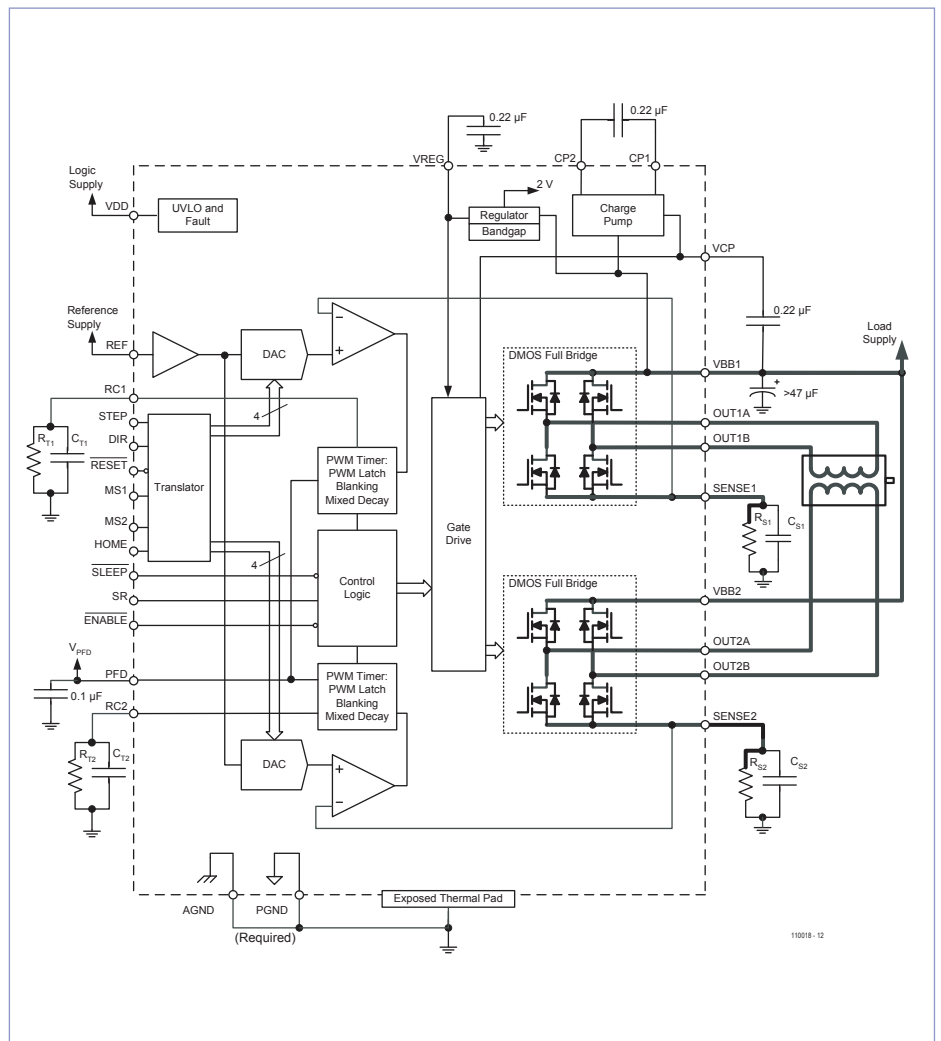 0.22 µF
0.22 µF
VREG
CP2
CP1
Logic
Supply
2 V
VDD
UVLO and
Fault
Regulator
Bandgap
Charge
Pump
VCP
0.22 µF
Reference
Supply
Load
Supply
REF
DAC
−
+
DMOS Full Bridge
VBB1
+
>47 µF
RC1
4
OUT1A
STEP
OUT1B
RT1
CT1
DIR
RESET
Translator
PWM Timer:
PWM Latch
Blanking
Mixed Decay
SENSE1
MS1
RS1
CS1
MS2
Gate
Drive
HOME
4
SLEEP
Control
Logic
DMOS Full Bridge
SR
VBB2
ENABLE
OUT2A
VPFD
OUT2B
PFD
PWM Timer:
PWM Latch
Blanking
Mixed Decay
0.1 µF
RC2
SENSE2
RT2
CT2
DAC
+
−
RS2
CS2
Exposed Thermal Pad
AGND
PGND
(Required)
110018 - 12